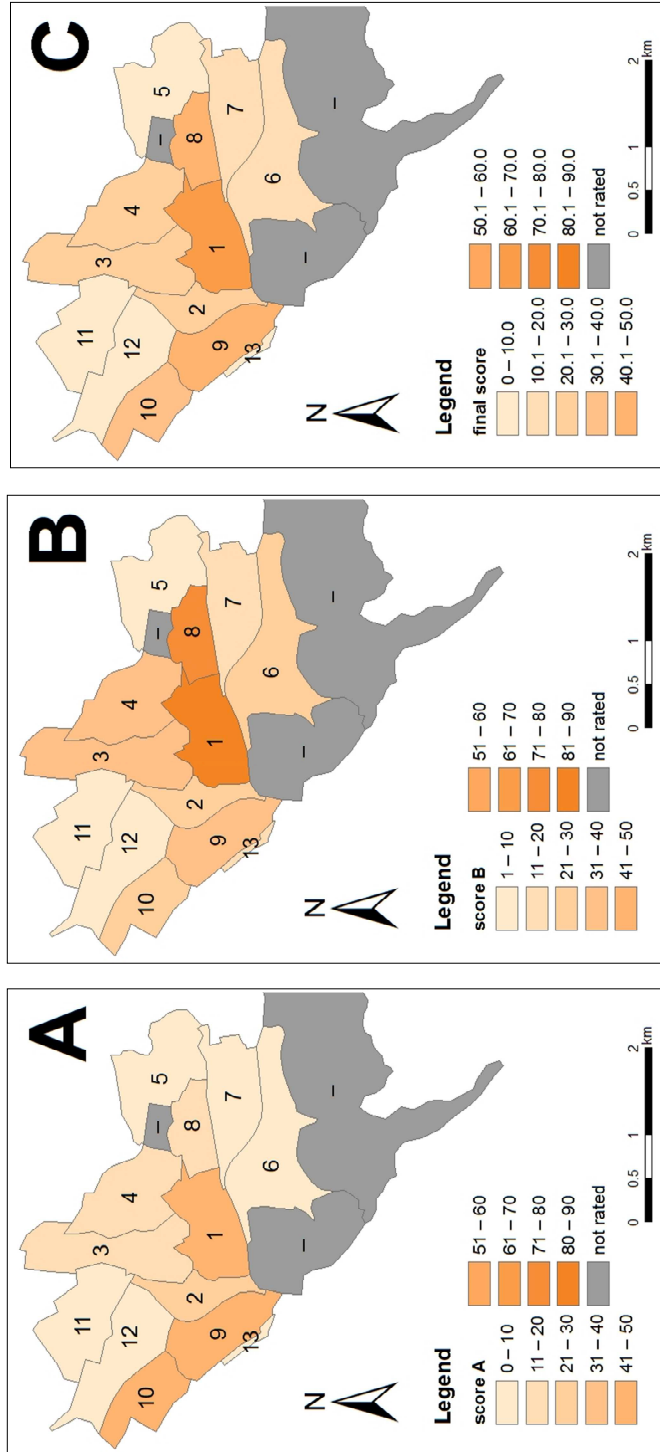 A
11
3
12 4
10 5
–
8
2
1
9
7
13
6
–
–
N
Legend
score A
0 – 10 51 – 60
11 – 20 61 – 70
21 – 30 71 – 80
31 – 40 80 – 90
41 – 50 not rated
0 0.5 1 2
km
B
11
3
12 4
10 5
–
8
2
1
9
7
13
6
–
–
N
Legend
score B
1 – 10 51 – 60
11 – 20 61 – 70
21 – 30 71 – 80
31 – 40 81 – 90
41 – 50 not rated
0 0.5 1 2
km
C
11
3
12 4
10 5
–
8
2
1
9
7
13
6
–
–
N
Legend
final score
0 – 10.0 50.1 – 60.0
10.1 – 20.0 60.1 – 70.0
20.1 – 30.0 70.1 – 80.0
30.1 – 40.0 80.1 – 90.0
40.1 – 50.0 not rated
0 0.5 1 2
km